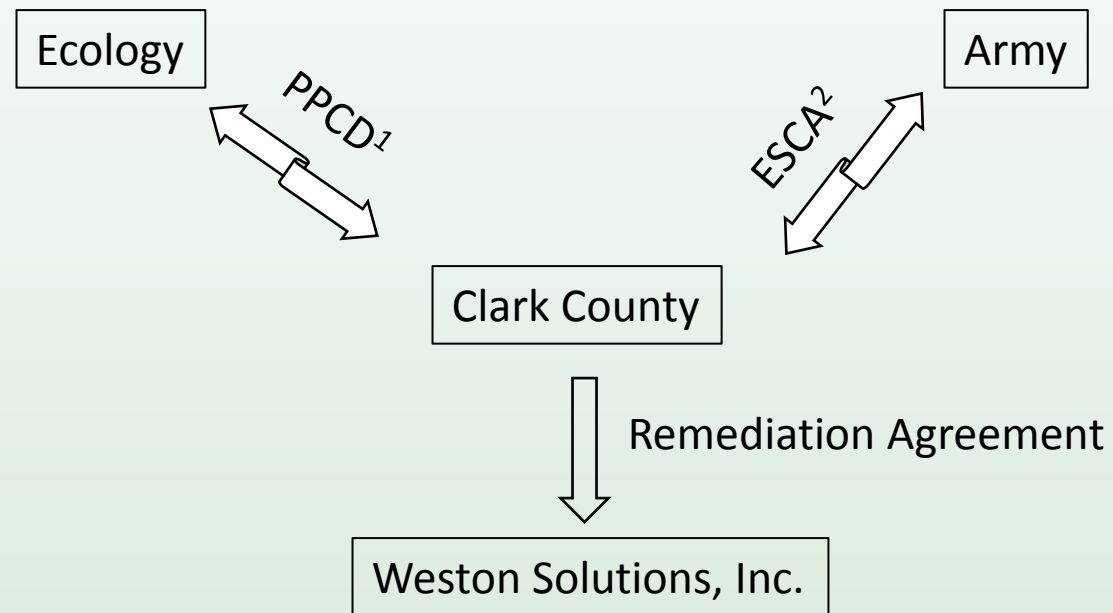 Ecology
Army
PPCD¹
ESCA²
Clark County
Remediation Agreement
Weston Solutions, Inc.